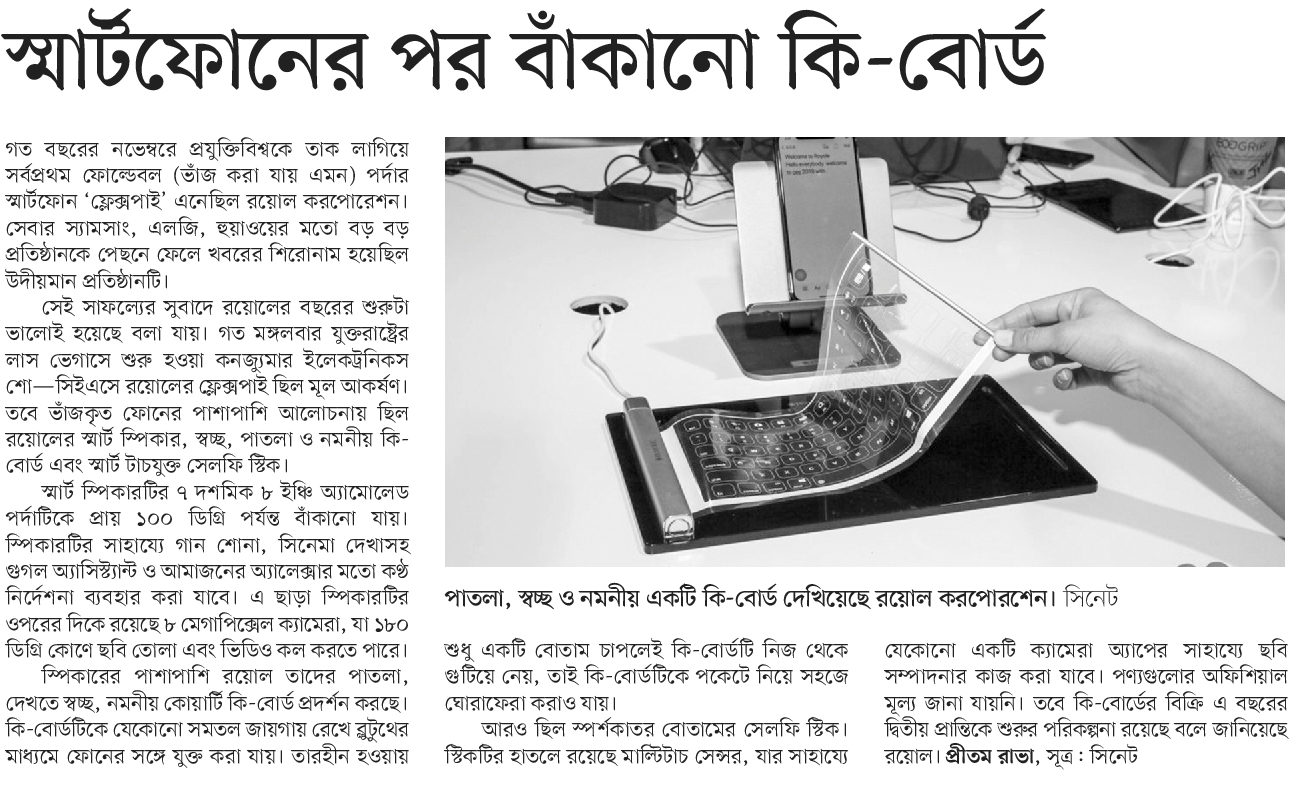 স্মার্টফোনের পর বাঁকানো কি-বোর্ড
গত বছরের নভেম্বরে প্রযুক্তিবিশ্বকে তাক লাগিয়ে
সর্বপ্রথম ফোল্ডেবল (ভাঁজ করা যায় এমন) পর্দার
স্মার্টফোন ‘ফ্লেক্সপাই’ এনেছিল রয়োল করপোরেশন।
সেবার স্যামসাং, এলজি, হুয়াওয়ের মতো বড় বড়
প্রতিষ্ঠানকে পেছনে ফেলে খবরের শিরোনাম হয়েছিল
উদীয়মান প্রতিষ্ঠানটি।
সেই সাফল্যের সুবাদে রয়োলের বছরের শুরুটা
ভালোই হয়েছে বলা যায়। গত মঙ্গলবার যুক্তরাষ্ট্রের
লাস ভেগাসে শুরু হওয়া কনজ্যুমার ইলেকট্রনিকস
শো—সিইএসে রয়োলের ফ্লেক্সপাই ছিল মূল আকর্ষণ।
তবে ভাঁজকৃত ফোনের পাশাপাশি আলোচনায় ছিল
রয়োলের স্মার্ট স্পিকার, স্বচ্ছ, পাতলা ও নমনীয় কি-
বোর্ড এবং স্মার্ট টাচযুক্ত সেলফি স্টিক।
স্মার্ট স্পিকারটির ৭ দশমিক ৮ ইঞ্চি অ্যামোলেড
পর্দাটিকে প্রায় ১০০ ডিগ্রি পর্যন্ত বাঁকানো যায়।
স্পিকারটির সাহায্যে গান শোনা, সিনেমা দেখাসহ
গুগল অ্যাসিস্ট্যান্ট ও আমাজনের অ্যালেক্সার মতো কণ্ঠ
নির্দেশনা ব্যবহার করা যাবে। এ ছাড়া স্পিকারটির
ওপরের দিকে রয়েছে ৮ মেগাপিক্সেল ক্যামেরা, যা ১৮০
ডিগ্রি কোণে ছবি তোলা এবং ভিডিও কল করতে পারে।
স্পিকারের পাশাপাশি রয়োল তাদের পাতলা,
দেখতে স্বচ্ছ, নমনীয় কোয়ার্টি কি-বোর্ড প্রদর্শন করছে।
কি-বোর্ডটিকে যেকোনো সমতল জায়গায় রেখে ব্লুটুথের
মাধ্যমে ফোনের সঙ্গে যুক্ত করা যায়। তারহীন হওয়ায়
Welcome to Royole
Hello everybody welcome
পাতলা, স্বচ্ছ ও নমনীয় একটি কি-বোর্ড দেখিয়েছে রয়োল করপোরশেন। সিনেট
শুধু একটি বোতাম চাপলেই কি-বোর্ডটি নিজ থেকে
গুটিয়ে নেয়, তাই কি-বোর্ডটিকে পকেটে নিয়ে সহজে
ঘোরাফেরা করাও যায়।
আরও ছিল স্পর্শকাতর বোতামের সেলফি স্টিক।
স্টিকটির হাতলে রয়েছে মাল্টিটাচ সেন্সর, যার সাহায্যে
যেকোনো একটি ক্যামেরা অ্যাপের সাহায্যে ছবি
সম্পাদনার কাজ করা যাবে। পণ্যগুলোর অফিশিয়াল
মূল্য জানা যায়নি। তবে কি-বোর্ডের বিক্রি এ বছরের
দ্বিতীয় প্রান্তিকে শুরুর পরিকল্পনা রয়েছে বলে জানিয়েছে
রয়োল। প্রীতম রাভা, সূত্র : সিনেট